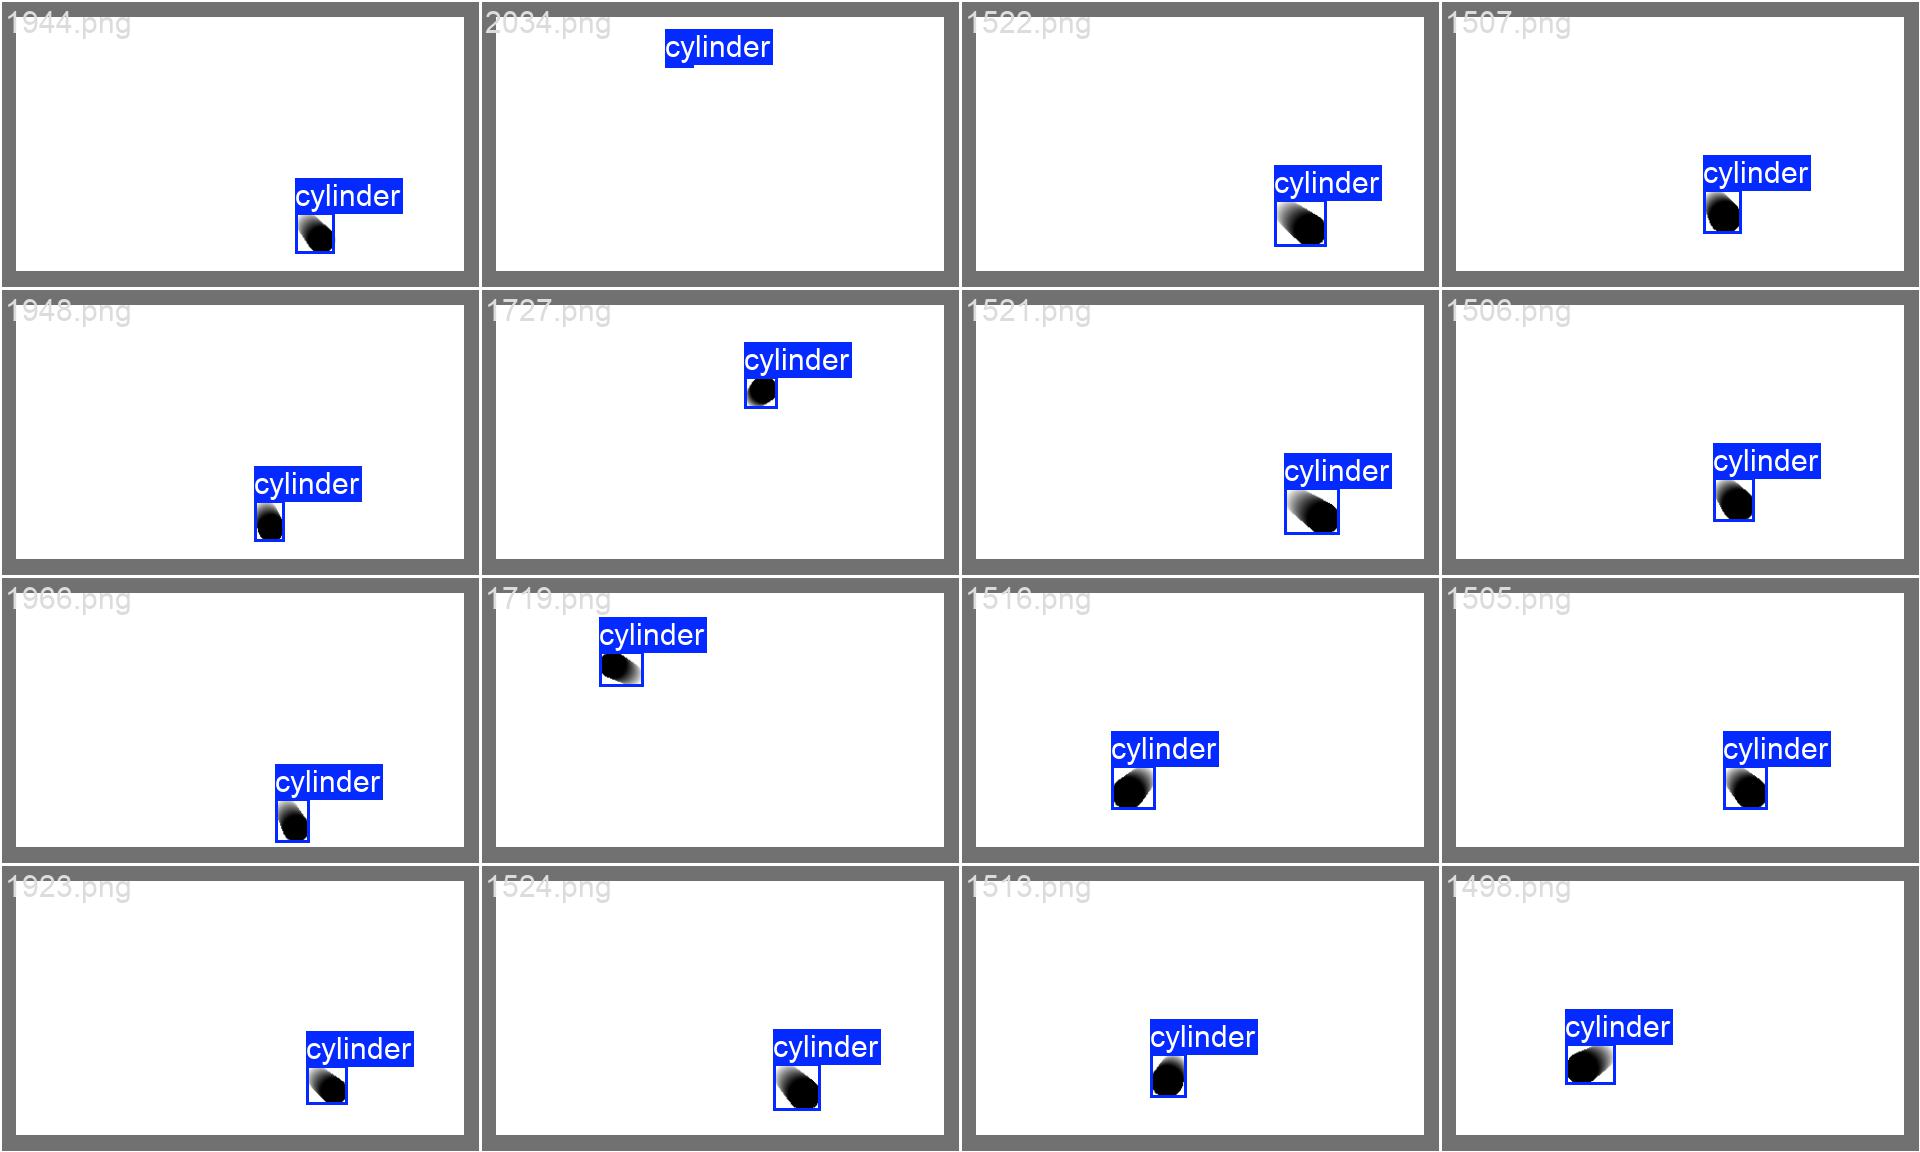 1944.png
2034.png
1522.png
1507.png
cylinder
cylinder
cylinder
cylinder
1948.png
1727.png
1521.png
1506.png
cylinder
cylinder
cylinder
cylinder
1966.png
1719.png
1516.png
1505.png
cylinder
cylinder
cylinder
cylinder
1923.png
1524.png
1513.png
1498.png
cylinder
cylinder
cylinder
cylinder